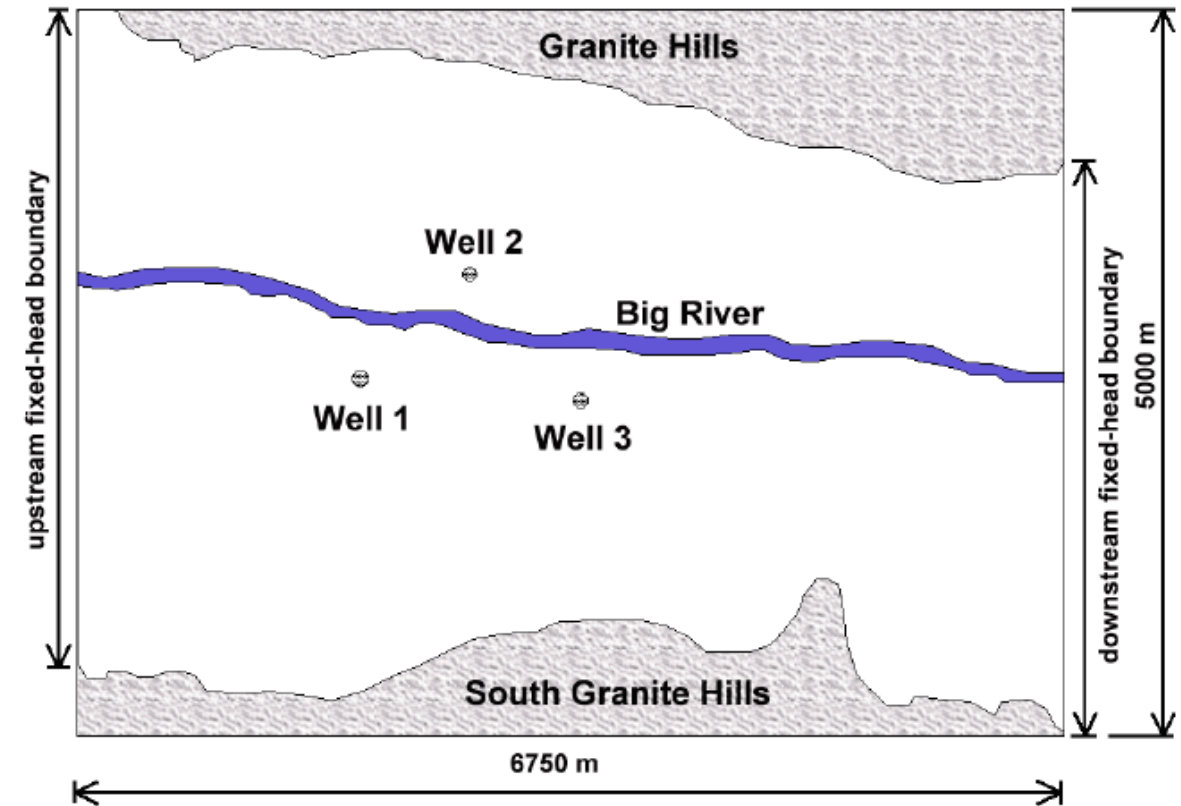 Granite Hills
upstream fixed-head boundary
Well 2
Big River
Well 1
Well 3
downstream fixed-head boundary
5000 m
South Granite Hills
6750 m